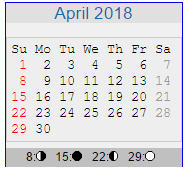 April 2018
Su Mo Tu We Th Fr Sa
1 2 3 4 5 6 7
8 9 10 11 12 13 14
15 16 17 18 19 20 21
22 23 24 25 26 27 28
29 30
8:🌗 15:🌑 22:🌓 29:🌕